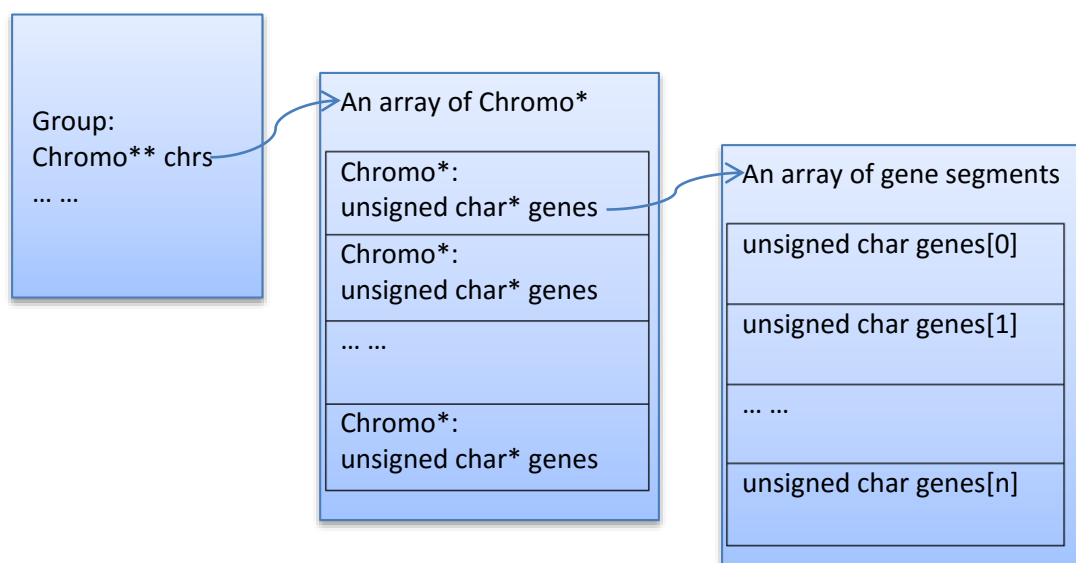 Group:
Chromo** chrs
... ...
An array of Chromo*
Chromo*:
unsigned char* genes
Chromo*:
unsigned char* genes
... ...
Chromo*:
unsigned char* genes
An array of gene segments
unsigned char genes[0]
unsigned char genes[1]
... ...
unsigned char genes[n]